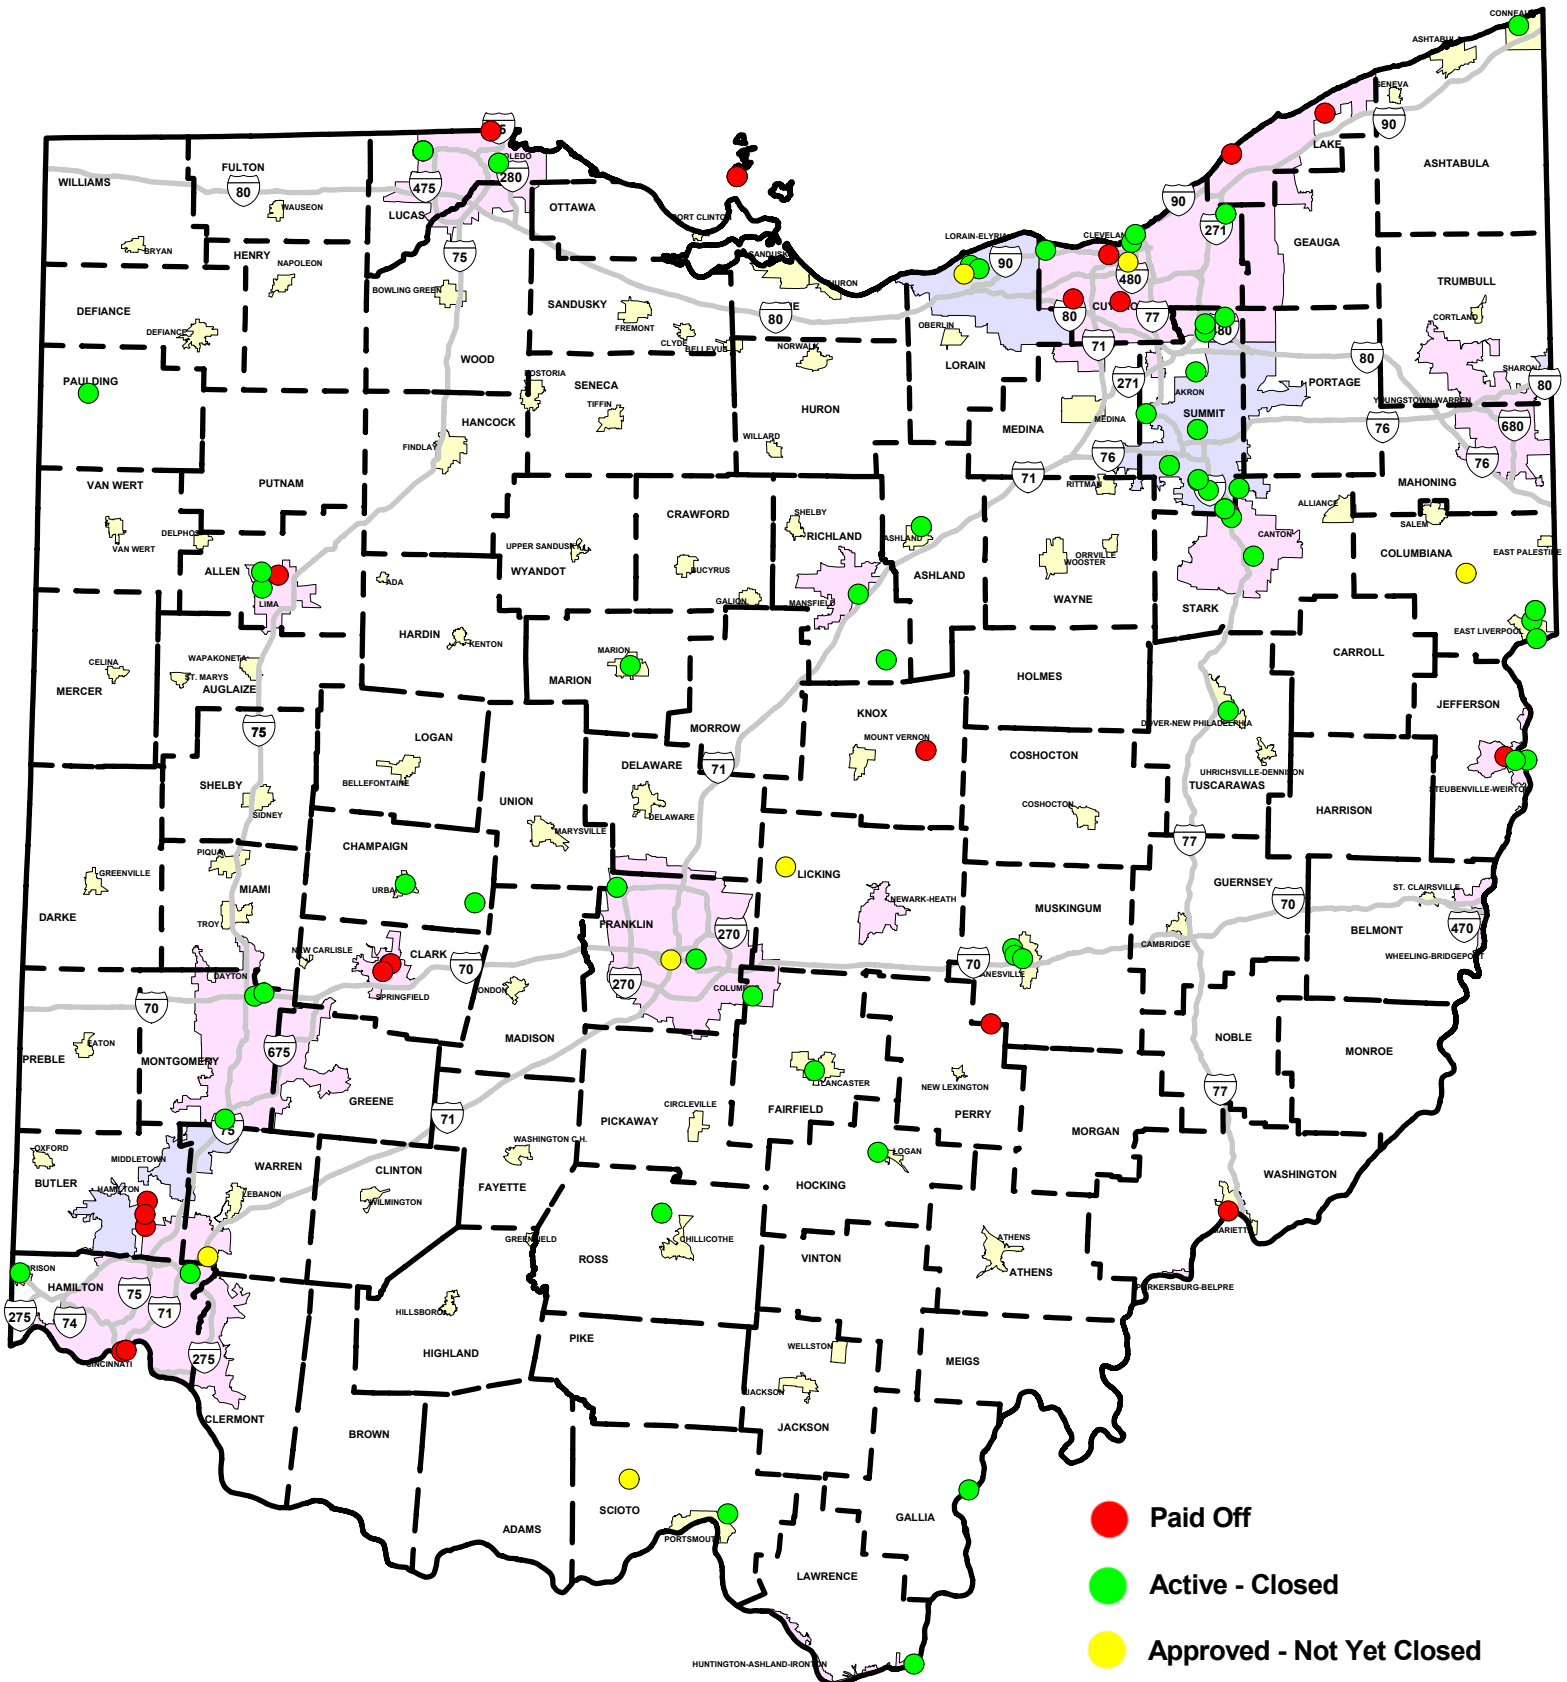 CONNEAUT
ASHTABULA
GENEVA
90
LAKE
ASHTABULA
FULTON
80
WILLIAMS
WAUSEON
475
280
LUCAS
OTTAWA
PORT CLINTON
BRYAN
HENRY
NAPOLEON
75
BOWLING GREEN
90
271
GEAUGA
LORAIN-ELYRIA
90
480
TRUMBULL
CORTLAND
DEFIANCE
DEFIANCE
SANDUSKY
FREMONT
CLYDE
HURON
80
NORWALK
OBERLIN
LORAIN
80
77
71
271
80
PORTAGE
SHARON
80
YOUNGSTOWN-WARREN
WOOD
PAULDING
SENECA
TIFFIN
HURON
AKRON
SUMMIT
MEDINA
MEDINA
76
680
HANCOCK
FINDLAY
WILLARD
76
71
RITTMAN
76
MAHONING
VAN WERT
PUTNAM
CRAWFORD
SHELBY
RICHLAND
ASHLAND
ALLIANCE
SALEM
VAN WERT
DELPHOS
UPPER SANDUSKY
WYANDOT
BUCYRUS
ORRVILLE
WOOSTER
CANTON
COLUMBIANA
EAST PALESTINE
ALLEN
LIMA
ADA
GALION
MANSFIELD
ASHLAND
WAYNE
STARK
HARDIN
KENTON
EAST LIVERPOOL
MARION
MARION
CARROLL
CELINA
MERCER
WAPAKONETA
ST. MARYS
AUGLAIZE
HOLMES
KNOX
MORROW
MOUNT VERNON
JEFFERSON
DOVER-NEW PHILADELPHIA
75
LOGAN
BELLEFONTAINE
DELAWARE
71
COSHOCTON
UHRICHSVILLE-DENNISON
TUSCARAWAS
SHELBY
SIDNEY
UNION
MARYSVILLE
DELAWARE
COSHOCTON
HARRISON
STEUBENVILLE-WEIRTON
77
CHAMPAIGN
PIQUA
GREENVILLE
MIAMI
LICKING
NEWARK-HEATH
MUSKINGUM
GUERNSEY
70
ST. CLAIRSVILLE
BELMONT
470
DARKE
TROY
FRANKLIN
270
CAMBRIDGE
NEW CARLISLE
CLARK
70
SPRINGFIELD
DAYTON
270
70
WHEELING-BRIDGEPORT
70
MADISON
675
EATON
PREBLE
MONTGOMERY
NOBLE
MONROE
GREENE
71
LANCASTER
FAIRFIELD
NEW LEXINGTON
PERRY
77
CIRCLEVILLE
PICKAWAY
75
MORGAN
OXFORD
MIDDLETOWN
WARREN
CLINTON
WASHINGTON C.H.
FAYETTE
LOGAN
HOCKING
WASHINGTON
BUTLER
HAMILTON
LEBANON
WILMINGTON
CHILLICOTHE
ROSS
VINTON
ATHENS
ATHENS
HAMILTON
PARKERSBURG-BELPRE
275
74
75
71
HILLSBORO
PIKE
WELLSTON
275
CINCINNATI
HIGHLAND
MEIGS
JACKSON
CLERMONT
BROWN
JACKSON
SCIOTO
GALLIA
ADAMS
PORTSMOUTH
LAWRENCE
HUNTINGTON-ASHLAND-IRONTON
Paid Off
Active - Closed
Approved - Not Yet Closed